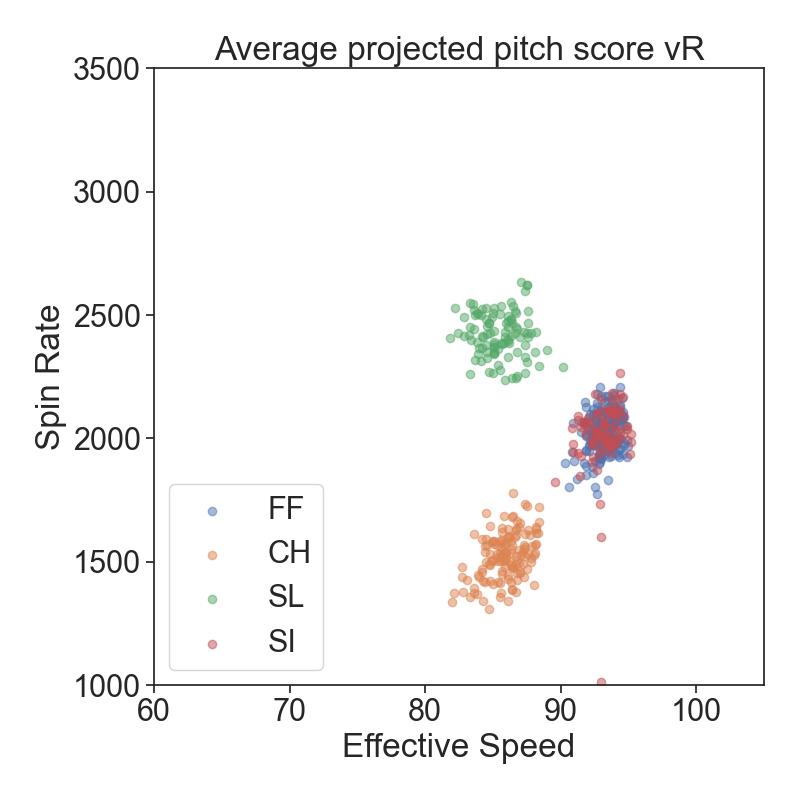 Average projected pitch score vR
3500
3000
2500
2000
1500
1000
Spin Rate
FF
CH
SL
SI
60
70
80
90
100
Effective Speed